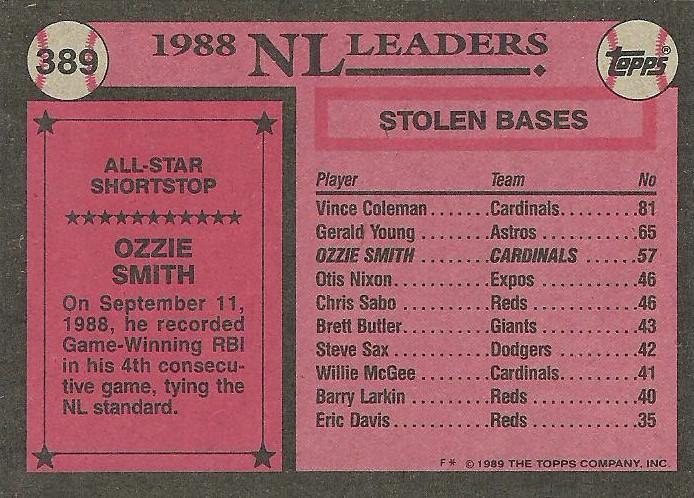 389
1988 NL LEADERS
TOPPS®
ALL-STAR
SHORTSTOP
★★★★★★★★★★★
OZZIE
SMITH
On September 11,
1988, he recorded
Game-Winning RBI
in his 4th consecu-
tive game, tying the
NL standard.
STOLEN BASES
Player Team No
Vince Coleman.......Cardinals.........81
Gerald Young.......Astros............65
OZZIE SMITH.......CARDINALS......57
Otis Nixon...........Expos............46
Chris Sabo..........Reds.............46
Brett Butler..........Giants............43
Steve Sax...........Dodgers..........42
Willie McGee........Cardinals.........41
Barry Larkin.........Reds.............40
Eric Davis...........Reds.............35
F* © 1989 THE TOPPS COMPANY, INC.